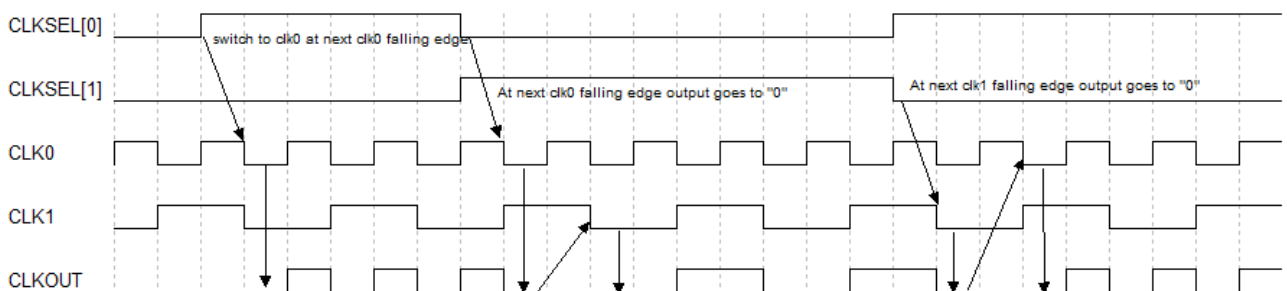 CLKSEL[0]
switch to clk0 at next clk0 falling edge
CLKSEL[1]
At next clk0 falling edge output goes to "0"
At next clk1 falling edge output goes to "0"
CLK0
CLK1
CLKOUT